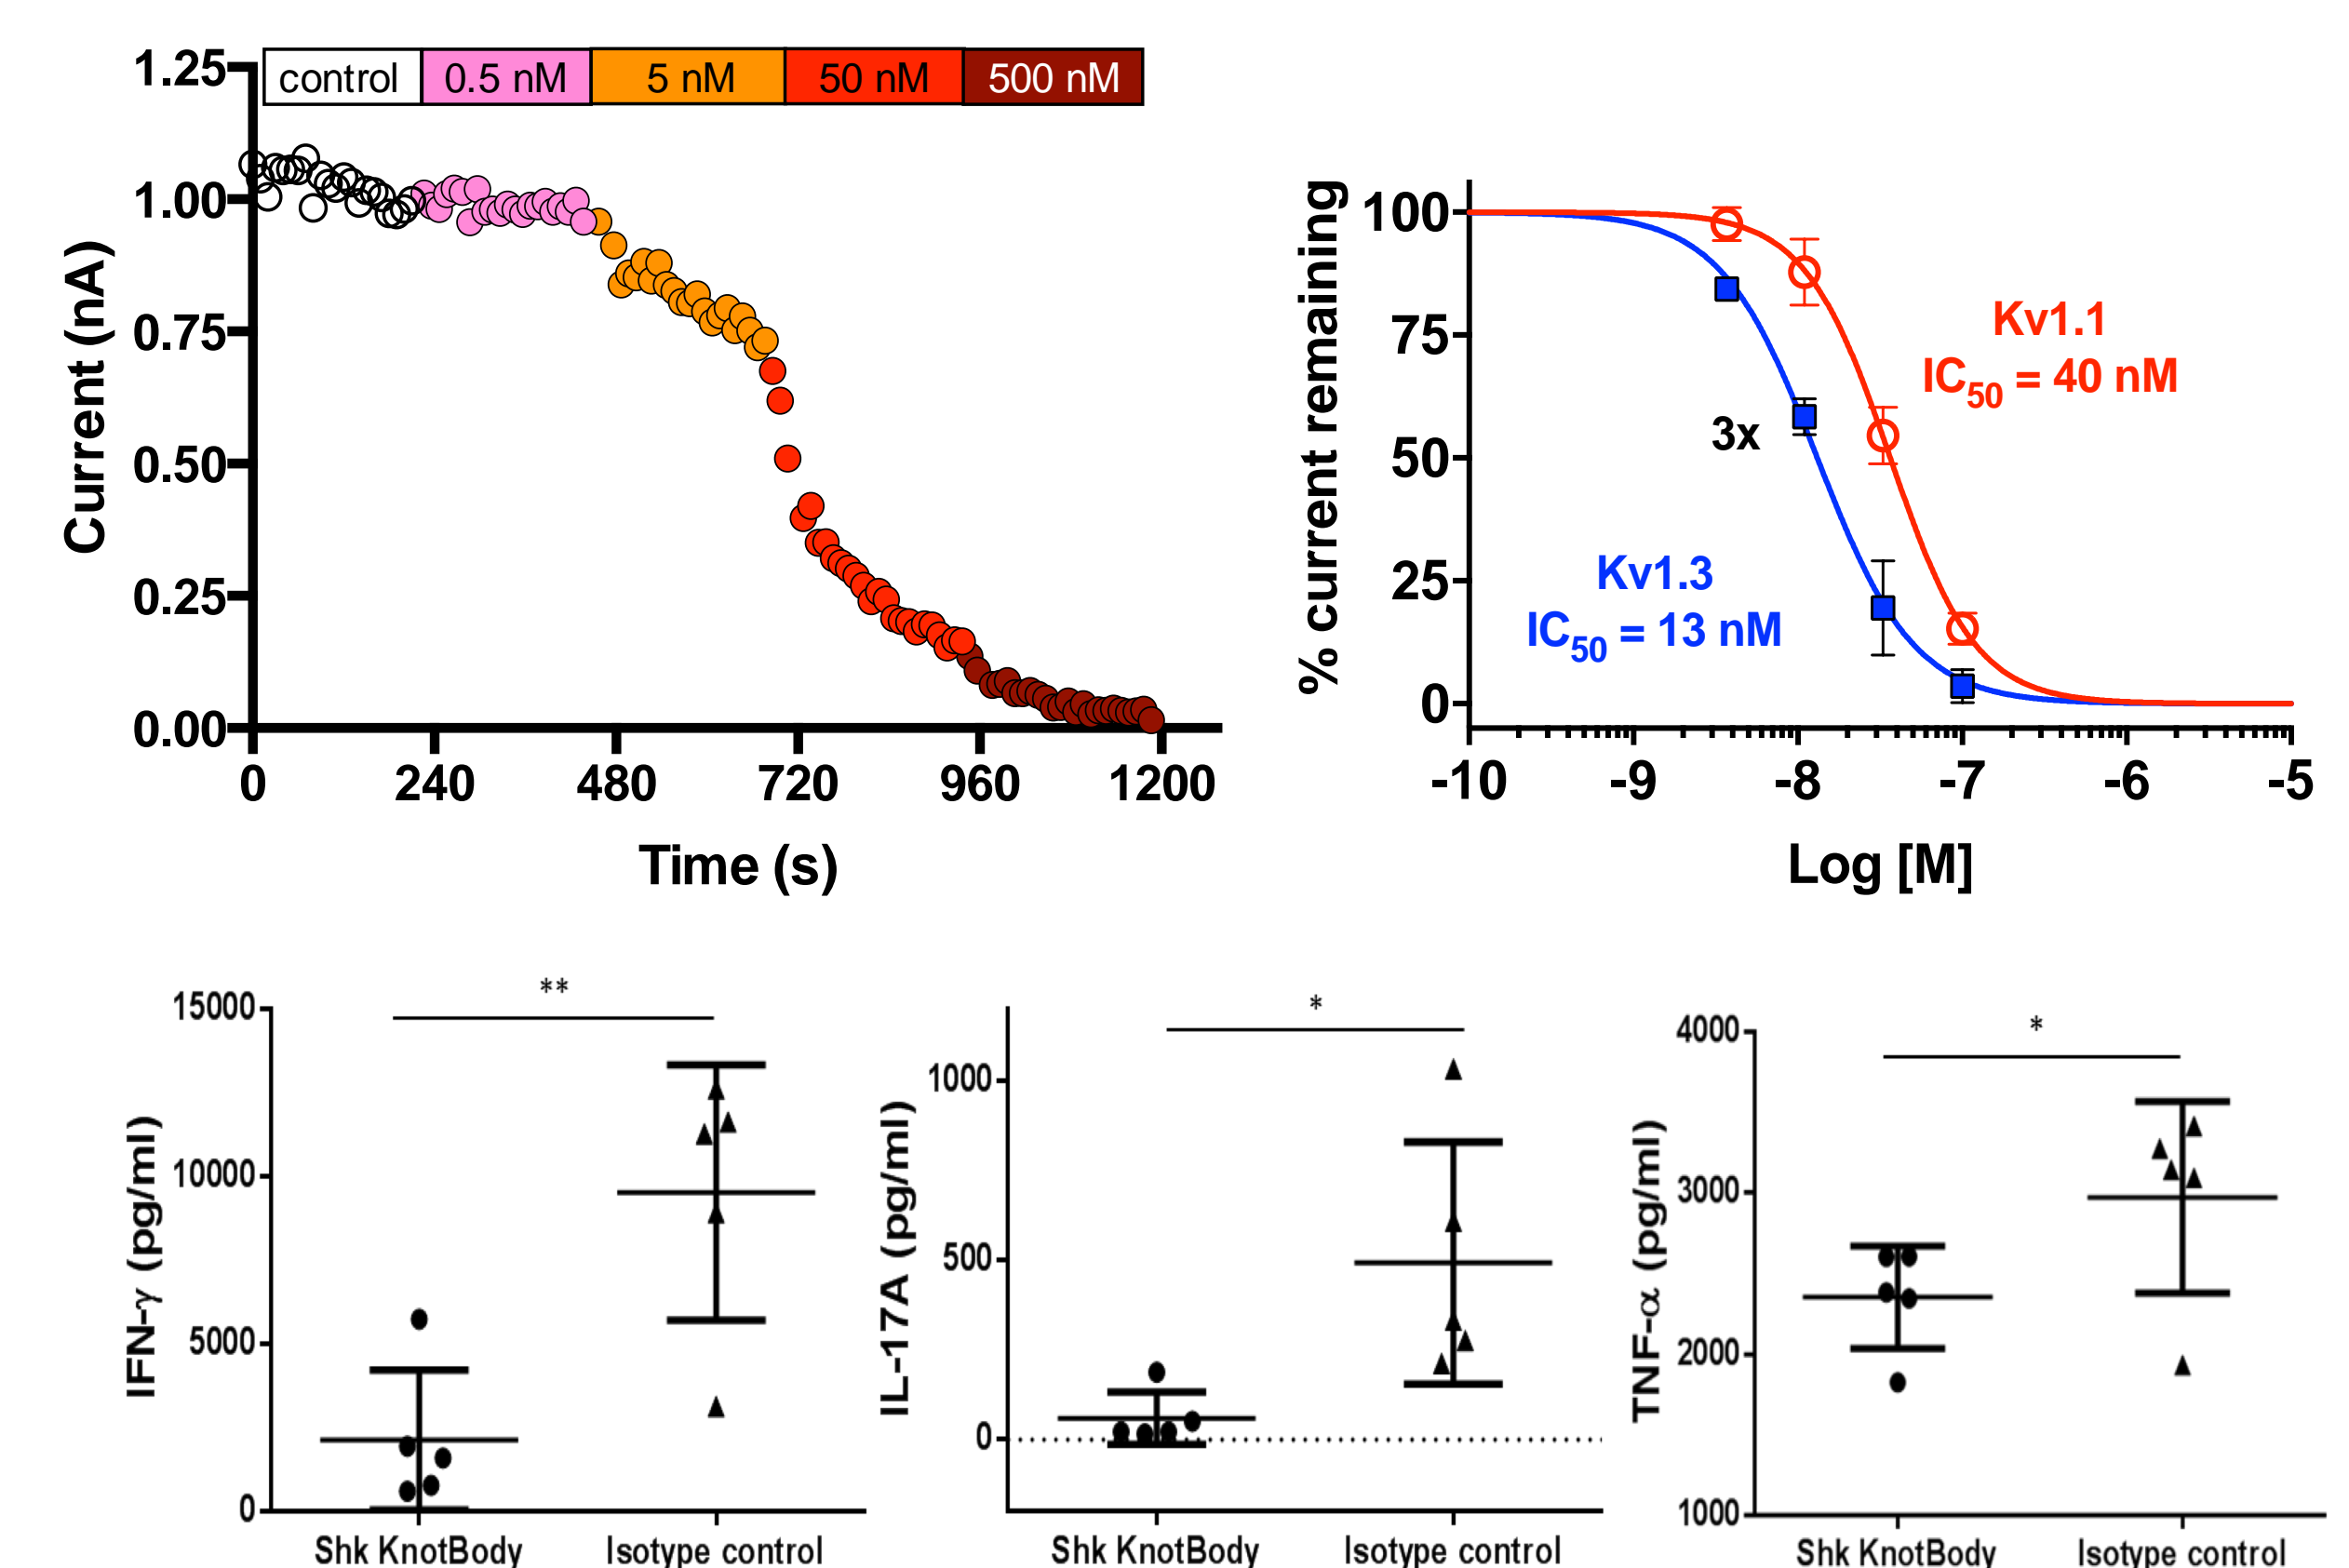 control 0.5 nM 5 nM 50 nM 500 nM
1.25
1.00
0.75
0.50
0.25
0.00
Current (nA)
0 240 480 720 960 1200
Time (s)
% current remaining
100
75
50
25
0
Kv1.1
IC50 = 40 nM
3x
Kv1.3
IC50 = 13 nM
-10 -9 -8 -7 -6 -5
Log [M]
**
15000
10000
5000
0
IFN-γ (pg/ml)
Shk KnotBody Isotype control
*
1000
500
0
IL-17A (pg/ml)
Shk KnotBody Isotype control
*
4000
3000
2000
1000
TNF-α (pg/ml)
Shk KnotBody Isotype control